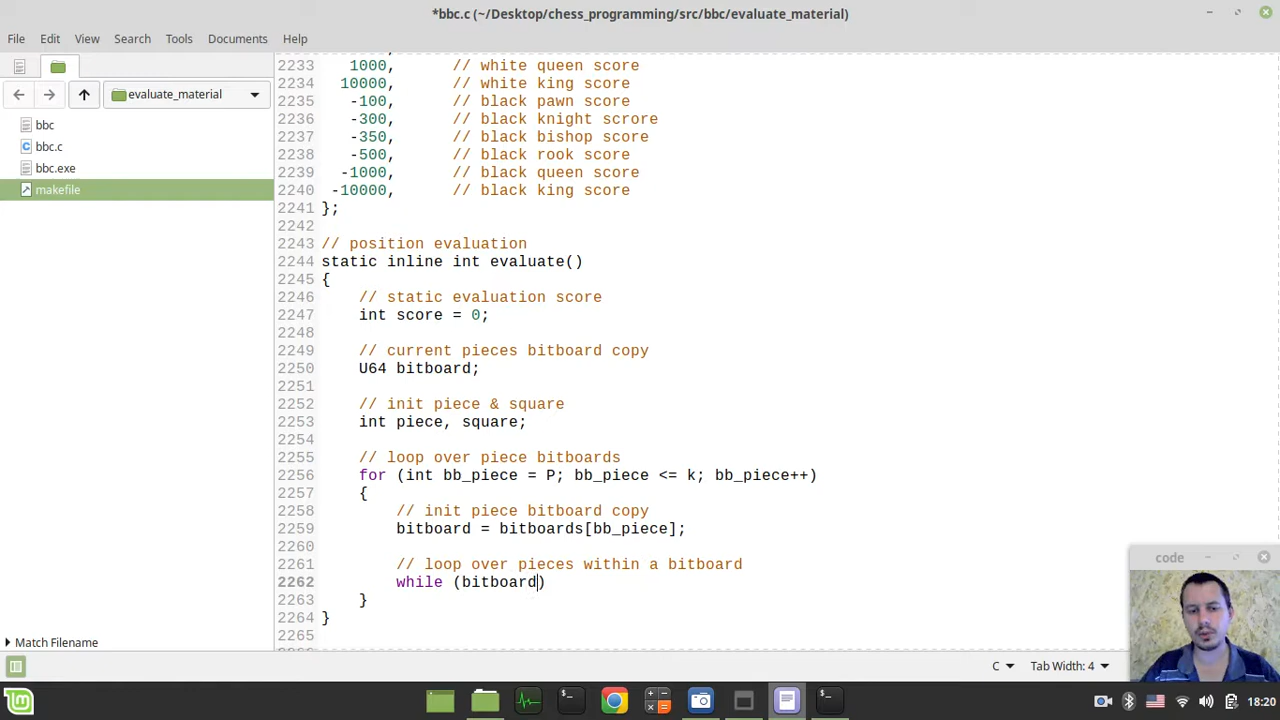 *bbc.c (~/Desktop/chess_programming/src/bbc/evaluate_material)
File Edit View Search Tools Documents Help
evaluate_material
bbc
bbc.c
bbc.exe
makefile
Match Filename
2233 1000, // white queen score
2234 10000, // white king score
2235 -100, // black pawn score
2236 -300, // black knight scrore
2237 -350, // black bishop score
2238 -500, // black rook score
2239 -1000, // black queen score
2240 -10000, // black king score
2241 };
2242
2243 // position evaluation
2244 static inline int evaluate()
2245 {
2246 // static evaluation score
2247 int score = 0;
2248
2249 // current pieces bitboard copy
2250 U64 bitboard;
2251
2252 // init piece & square
2253 int piece, square;
2254
2255 // loop over piece bitboards
2256 for (int bb_piece = P; bb_piece <= k; bb_piece++)
2257 {
2258 // init piece bitboard copy
2259 bitboard = bitboards[bb_piece];
2260
2261 // loop over pieces within a bitboard
2262 while (bitboard)
2263 }
2264 }
2265
code
C Tab Width: 4
18:20